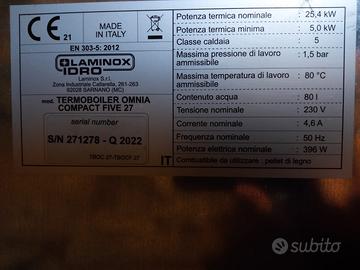 CE
MADE
IN ITALY
EN 303-5: 2012
LAMINOX
IDRO
Laminox S.r.l.
Zona Industriale Callarella, 261-263
62028 SARNANO (MC)
mod. TERMOBOILER OMNIA
COMPACT FIVE 27
serial number
S/N 271278 - Q 2022
TBOC 27-TBOCF 27
IT
Potenza termica nominale : 25,4 kW
Potenza termica minima : 5,0 kW
Classe caldaia : 5
Massima pressione di lavoro
ammissibile : 1,5 bar
Massima temperatura di lavoro
ammissibile : 80 °C
Contenuto acqua : 80 l
Tensione nominale : 230 V
Corrente nominale : 4,6 A
Frequenza nominale : 50 Hz
Potenza elettrica nominale : 396 W
Combustibile da utilizzare : pellet di legno
subito